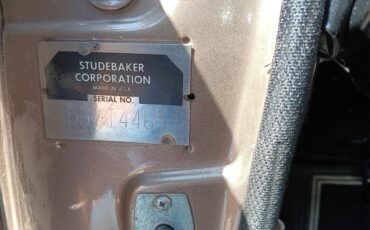 STUDEBAKER
CORPORATION
MADE IN U.S.A.
SERIAL NO.